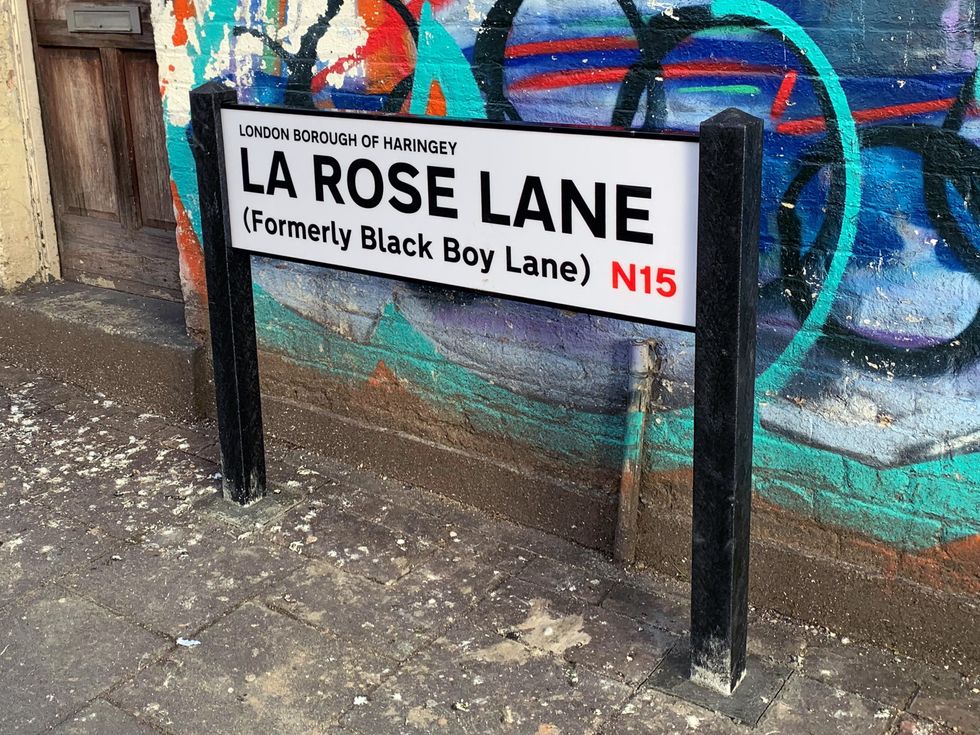 LONDON BOROUGH OF HARINGEY
LA ROSE LANE
(Formerly Black Boy Lane) N15